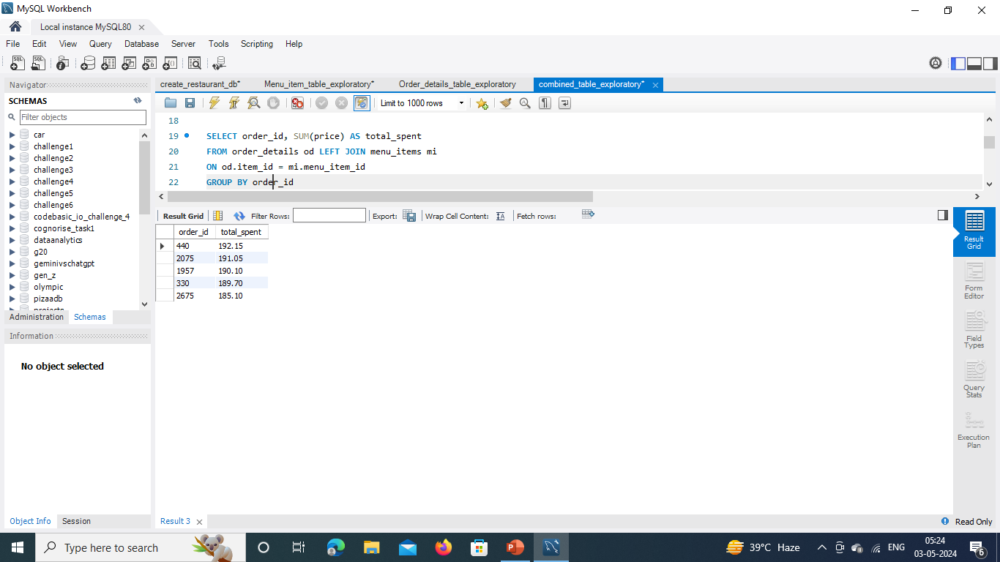 MySQL Workbench
Local instance MySQL80
File Edit View Query Database Server Tools Scripting Help
Navigator
SCHEMAS
Filter objects
car
challenge1
challenge2
challenge3
challenge4
challenge5
challenge6
codebasic_io_challenge_4
cognorise_task1
dataanalytics
g20
geminivschatgpt
gen_z
olympic
pizaadb
Administration Schemas
Information
No object selected
Object Info Session
create_restaurant_db* Menu_item_table_exploratory* Order_details_table_exploratory combined_table_exploratory*
Limit to 1000 rows
18
19 SELECT order_id, SUM(price) AS total_spent
20 FROM order_details od LEFT JOIN menu_items mi
21 ON od.item_id = mi.menu_item_id
22 GROUP BY order_id
Result Grid Filter Rows: Export: Wrap Cell Content: Fetch rows:
order_id total_spent
440 192.15
2075 191.05
1957 190.10
330 189.70
2675 185.10
Result Grid
Form Editor
Field Types
Query Stats
Execution Plan
Result 3
Read Only
Type here to search
39°C Haze
ENG
05:24
03-05-2024
6